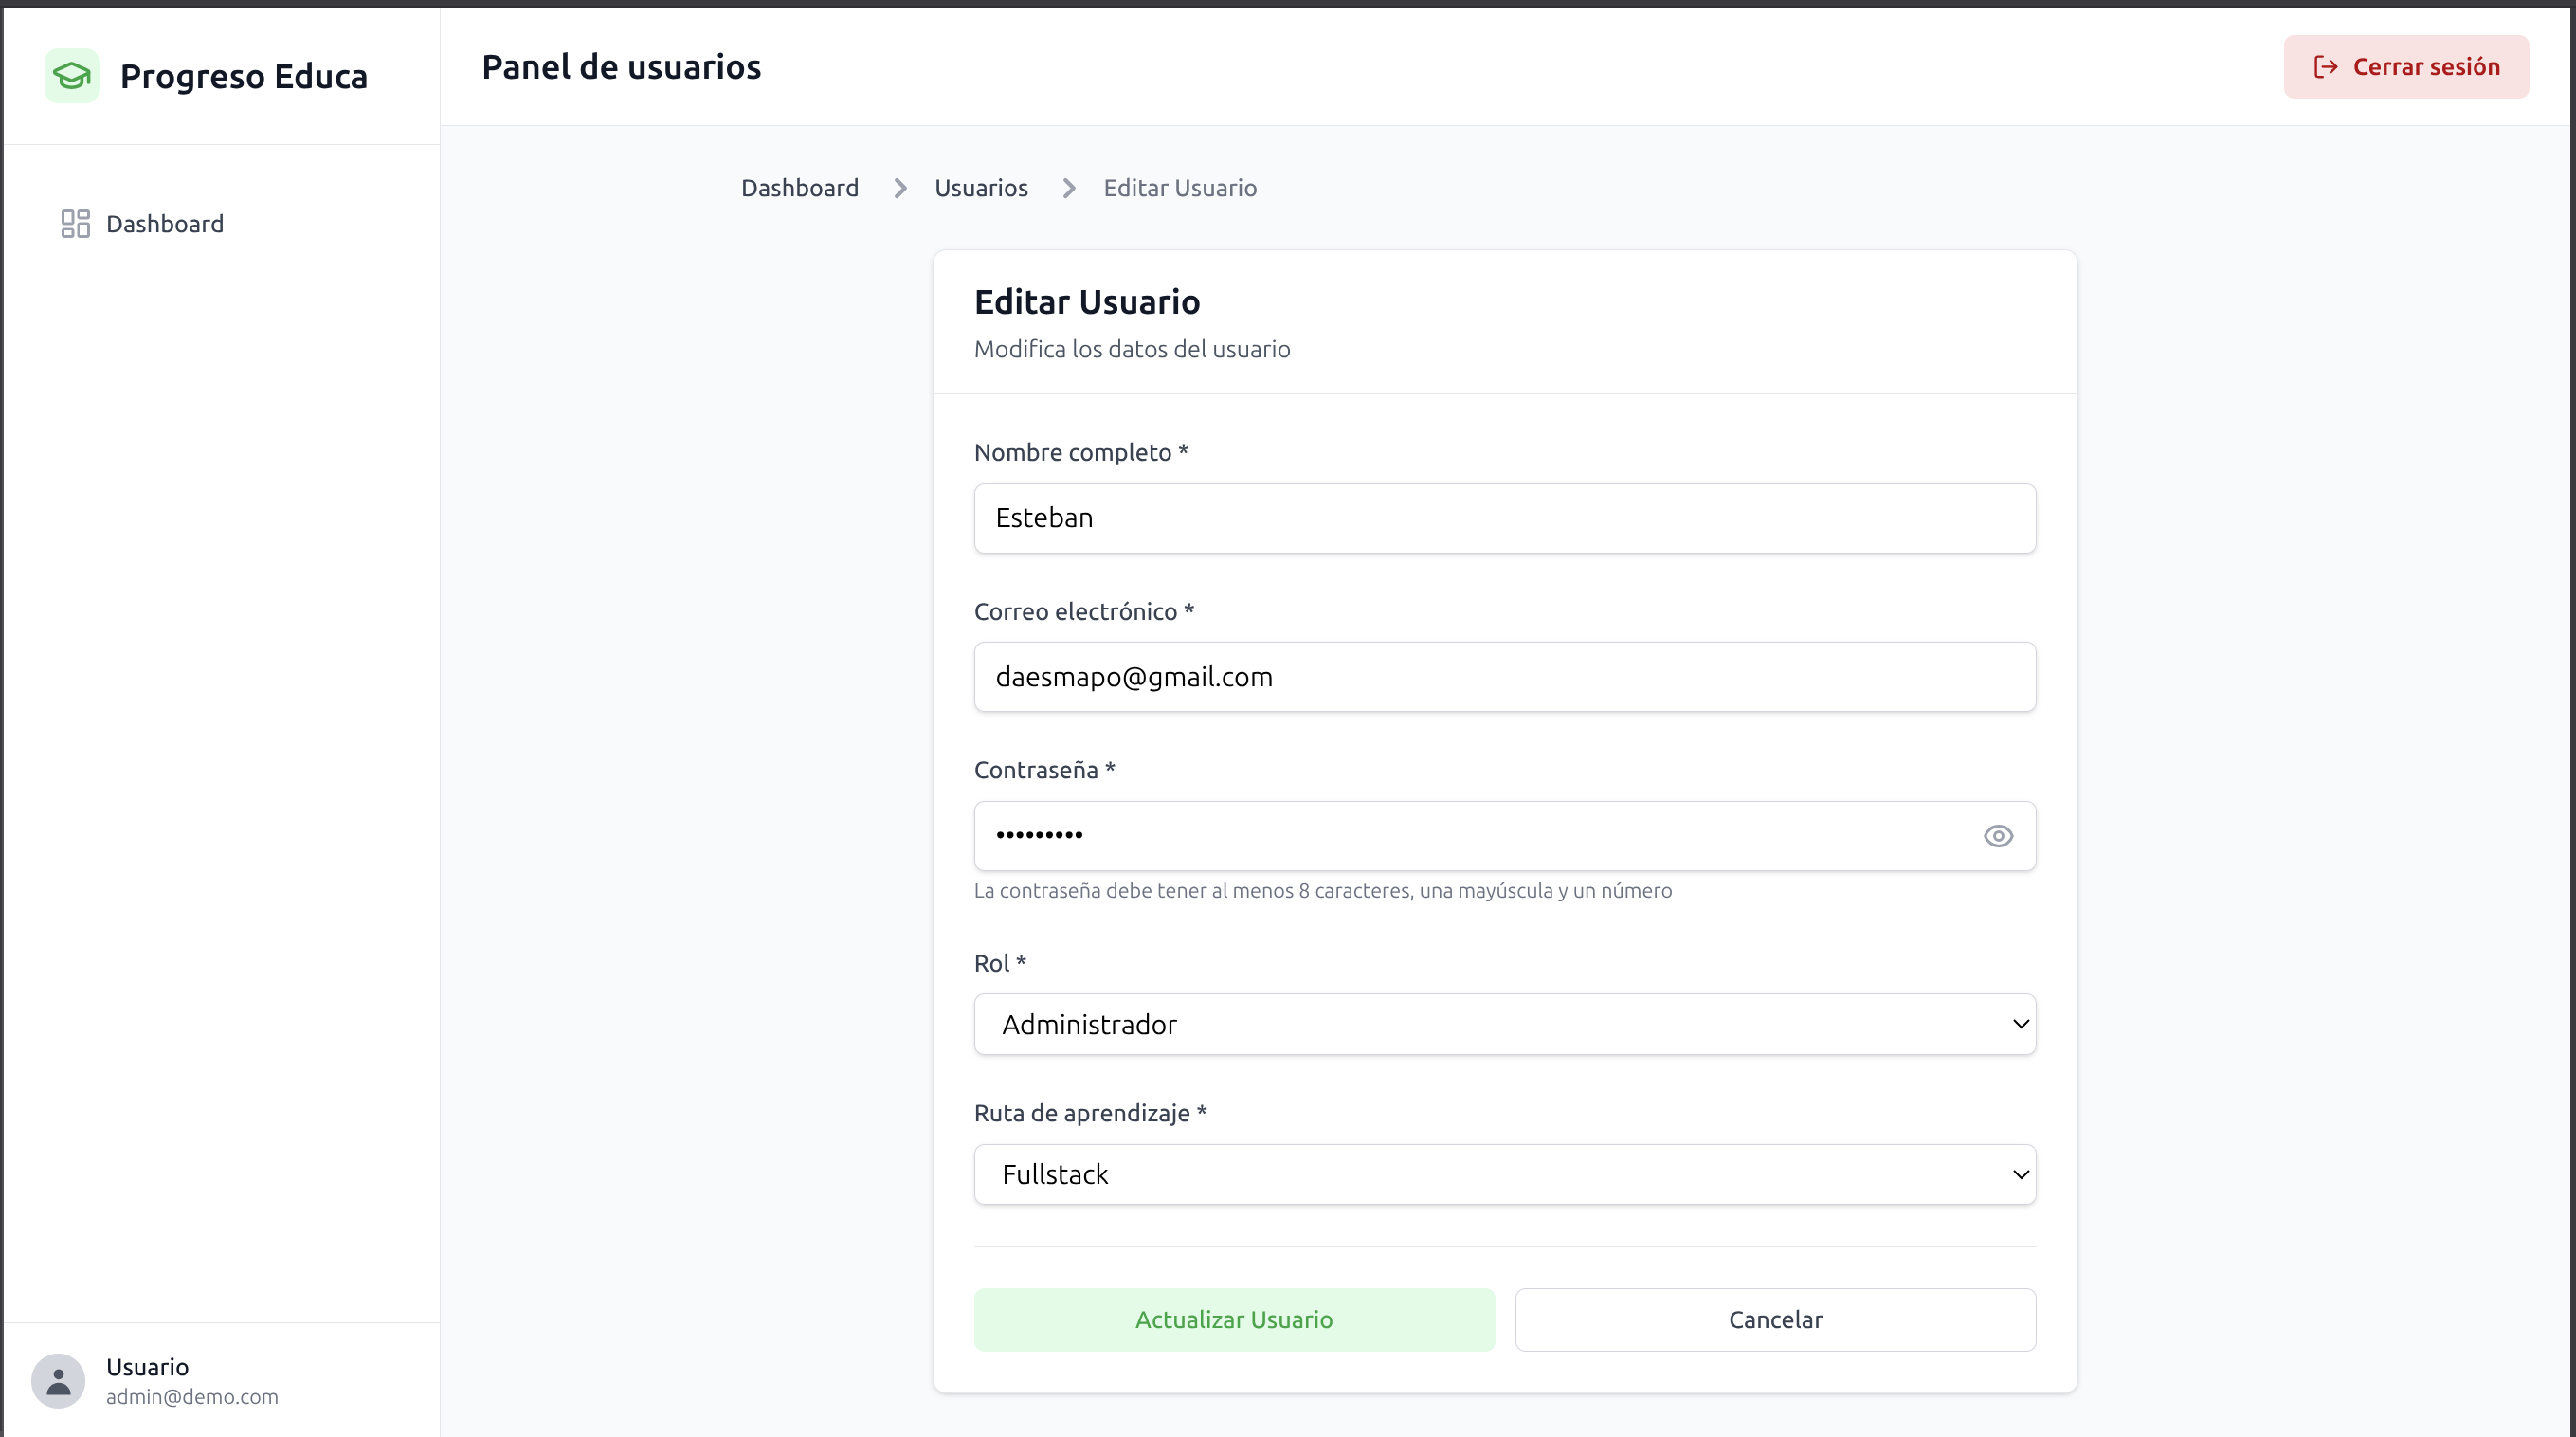 Progreso Educa
Panel de usuarios
Cerrar sesión
Dashboard
Dashboard
Usuarios
Editar Usuario
Editar Usuario
Modifica los datos del usuario
Nombre completo *
Esteban
Correo electrónico *
daesmapo@gmail.com
Contraseña *
•••••••••
La contraseña debe tener al menos 8 caracteres, una mayúscula y un número
Rol *
Administrador
Ruta de aprendizaje *
Fullstack
Actualizar Usuario
Cancelar
Usuario
admin@demo.com